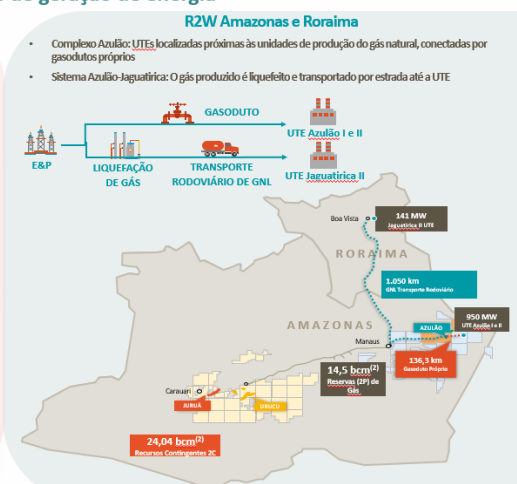 de geração de energia
R2W Amazonas e Roraima
• Complexo Azulão: UTEs localizadas próximas às unidades de produção do gás natural, conectadas por
gasodutos próprios
• Sistema Azulão-Jaguatirica: O gás produzido é liquefeito e transportado por estrada até a UTE
GASODUTO
UTE Azulão I e II
E&P
LIQUEFAÇÃO
DE GÁS
TRANSPORTE
RODOVIÁRIO DE GNL
UTE Jaguatirica II
Boa Vista
141 MW
Jaguatirica II UTE
RORAIMA
1.050 km
GNL Transporte Rodoviário
AMAZONAS
950 MW
UTE Azulão I e II
AZULÃO
Manaus
136,3 km
Gasoduto Próprio
14,5 bcm(2)
Reservas (2P) de
Gás
Carauari
JURUÁ
URUCU
24,04 bcm(2)
Recursos Contingentes 2C